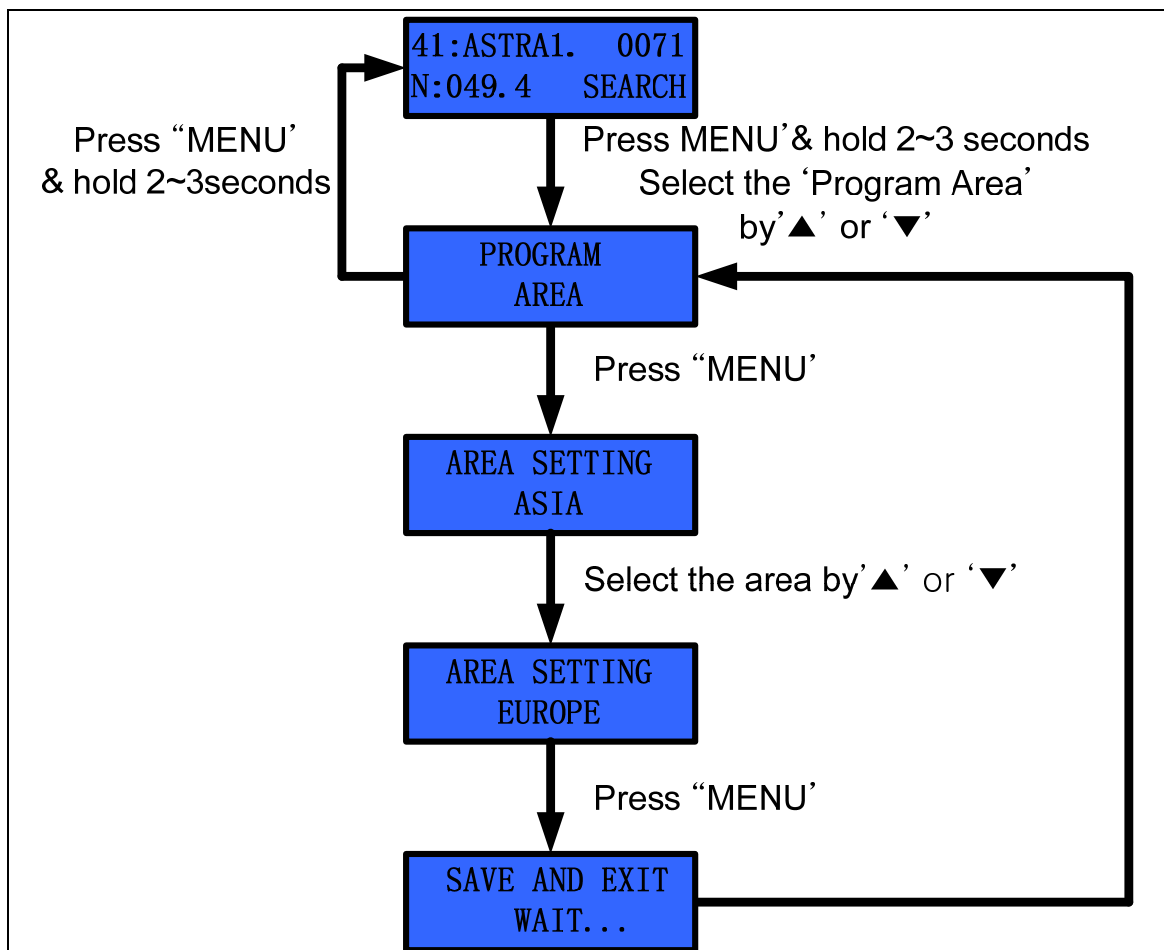 41:ASTRA1. 0071
N:049.4 SEARCH
Press “MENU’
& hold 2~3seconds
Press MENU’& hold 2~3 seconds
Select the ‘Program Area’
by’▲’ or ‘▼’
PROGRAM
AREA
Press “MENU’
AREA SETTING
ASIA
Select the area by’▲’ or ‘▼’
AREA SETTING
EUROPE
Press “MENU’
SAVE AND EXIT
WAIT...